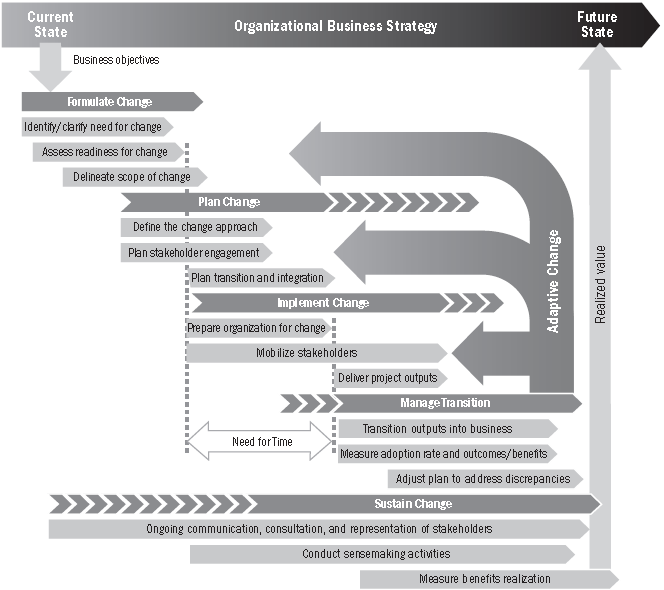 Current
State
Organizational Business Strategy
Future
State
Business objectives
Formulate Change
Identify/clarify need for change
Assess readiness for change
Delineate scope of change
Plan Change
Define the change approach
Plan stakeholder engagement
Plan transition and integration
Implement Change
Prepare organization for change
Mobilize stakeholders
Deliver project outputs
Manage Transition
Transition outputs into business
Need for Time
Measure adoption rate and outcomes/benefits
Adjust plan to address discrepancies
Sustain Change
Ongoing communication, consultation, and representation of stakeholders
Conduct sensemaking activities
Measure benefits realization
Adaptive Change
Realized value